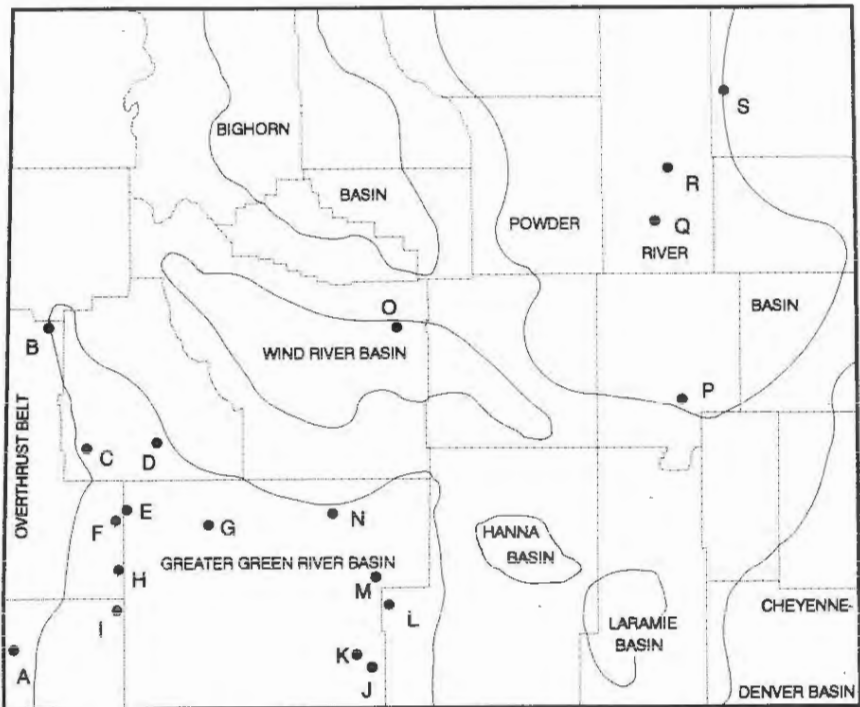 S
BIGHORN
R
BASIN
POWDER
Q
RIVER
O
BASIN
B
WIND RIVER BASIN
P
OVERTHRUST BELT
C
D
E
N
F
G
HANNA
BASIN
GREATER GREEN RIVER BASIN
H
M
CHEYENNE-
I
L
LARAMIE
BASIN
A
K
J
DENVER BASIN